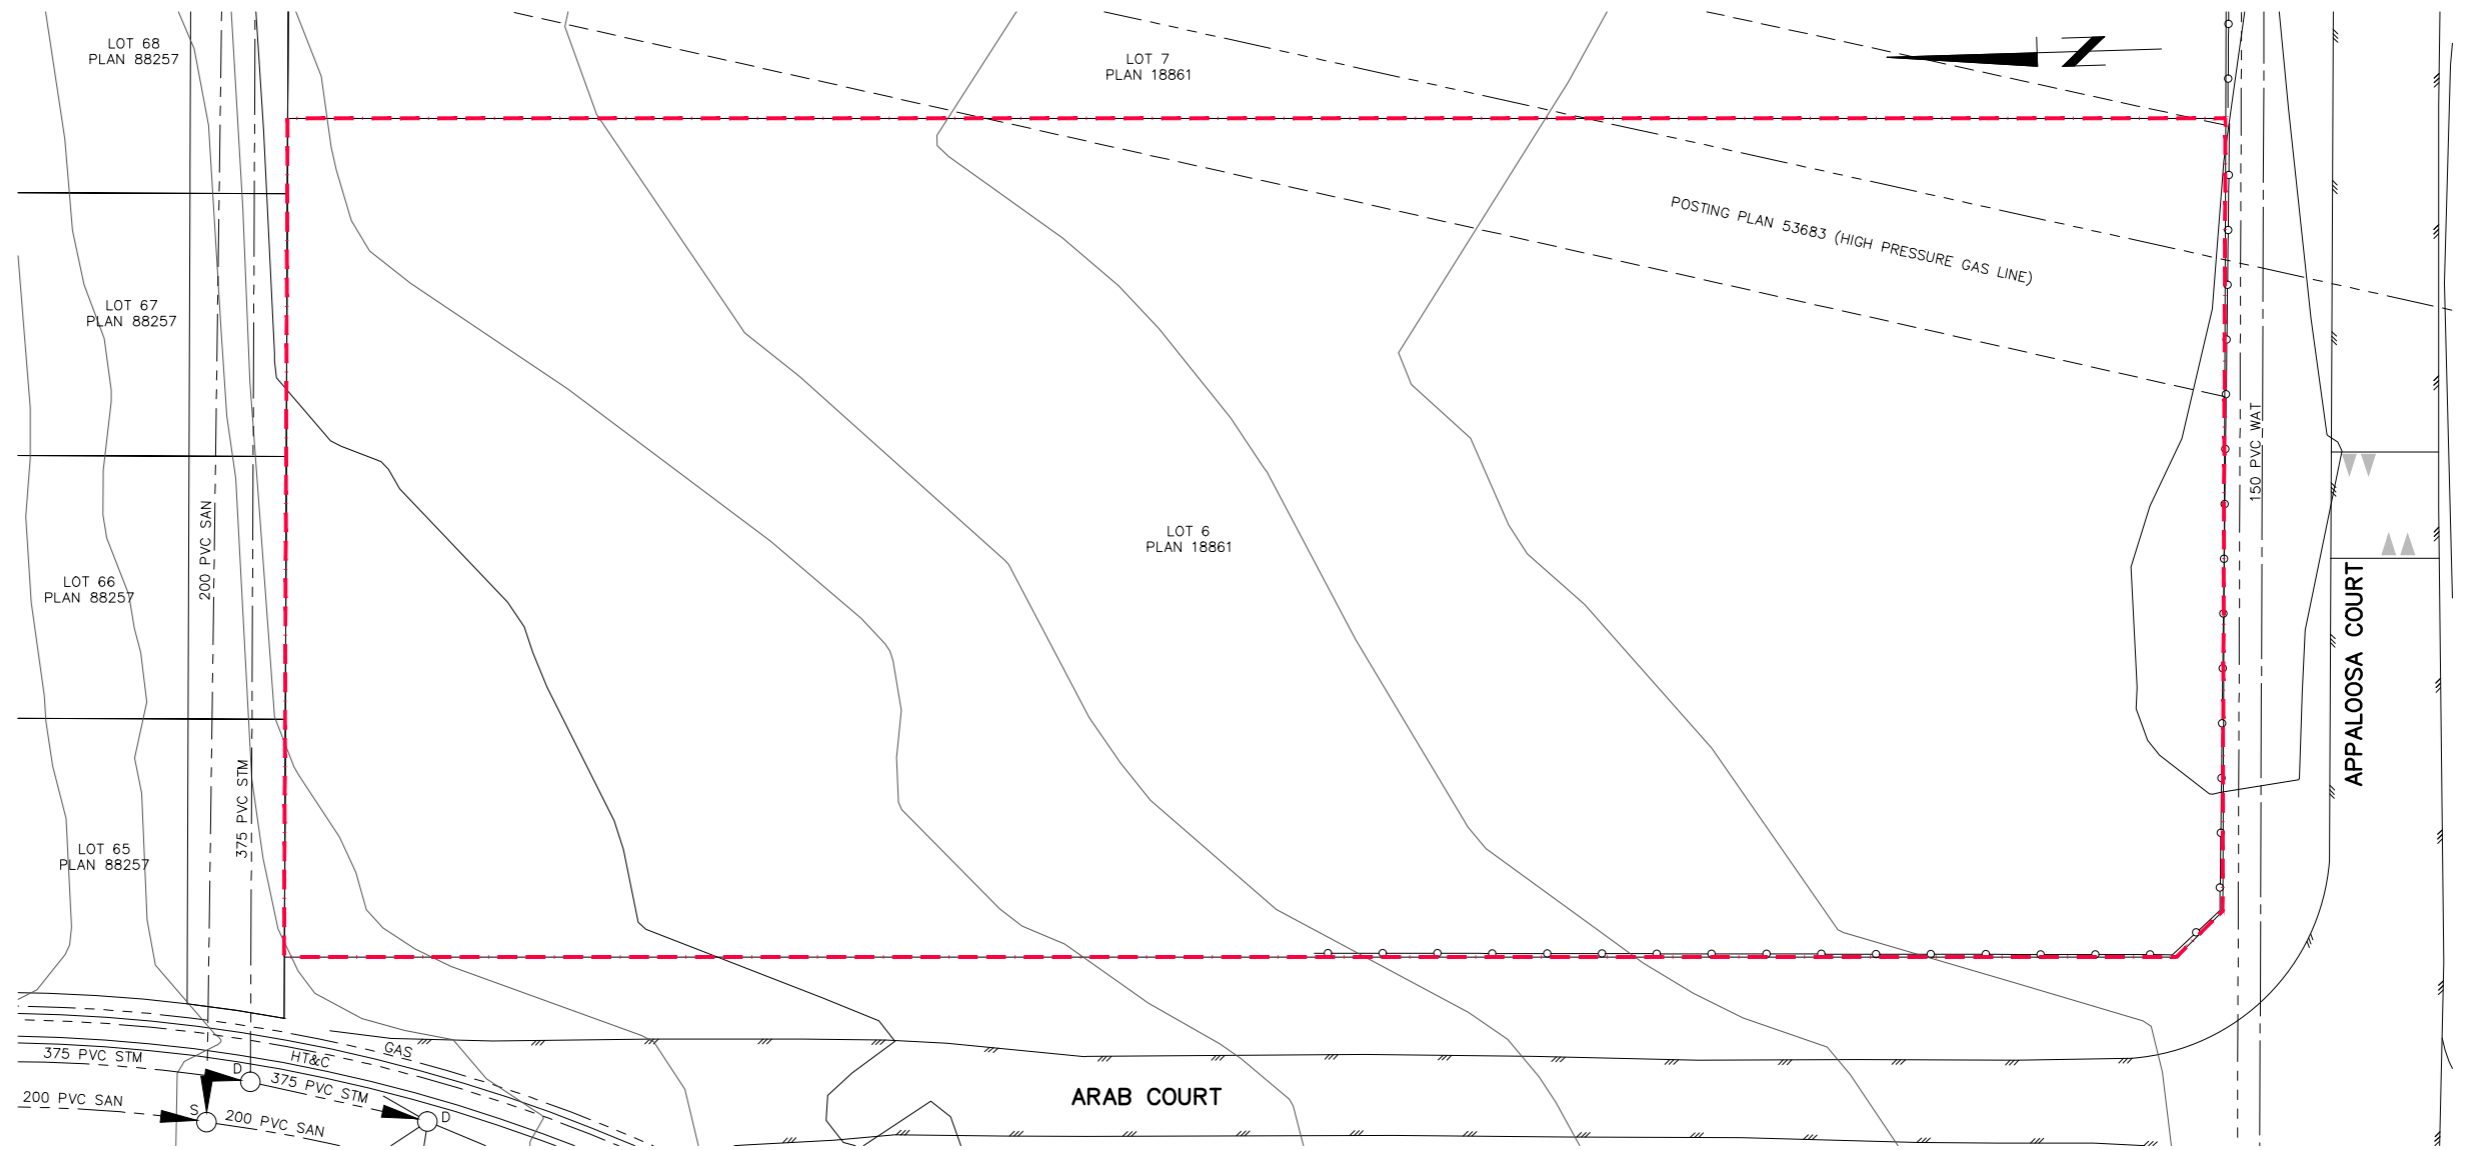 LOT 68
PLAN 88257
LOT 7
PLAN 18861
N
POSTING PLAN 53683 (HIGH PRESSURE GAS LINE)
LOT 67
PLAN 88257
150 PVC WAT
200 PVC SAN
LOT 6
PLAN 18861
LOT 66
PLAN 88257
APPALOOSA COURT
375 PVC STM
LOT 65
PLAN 88257
GAS
HT&C
375 PVC STM
D
375 PVC STM
ARAB COURT
200 PVC SAN
S
200 PVC SAN
D